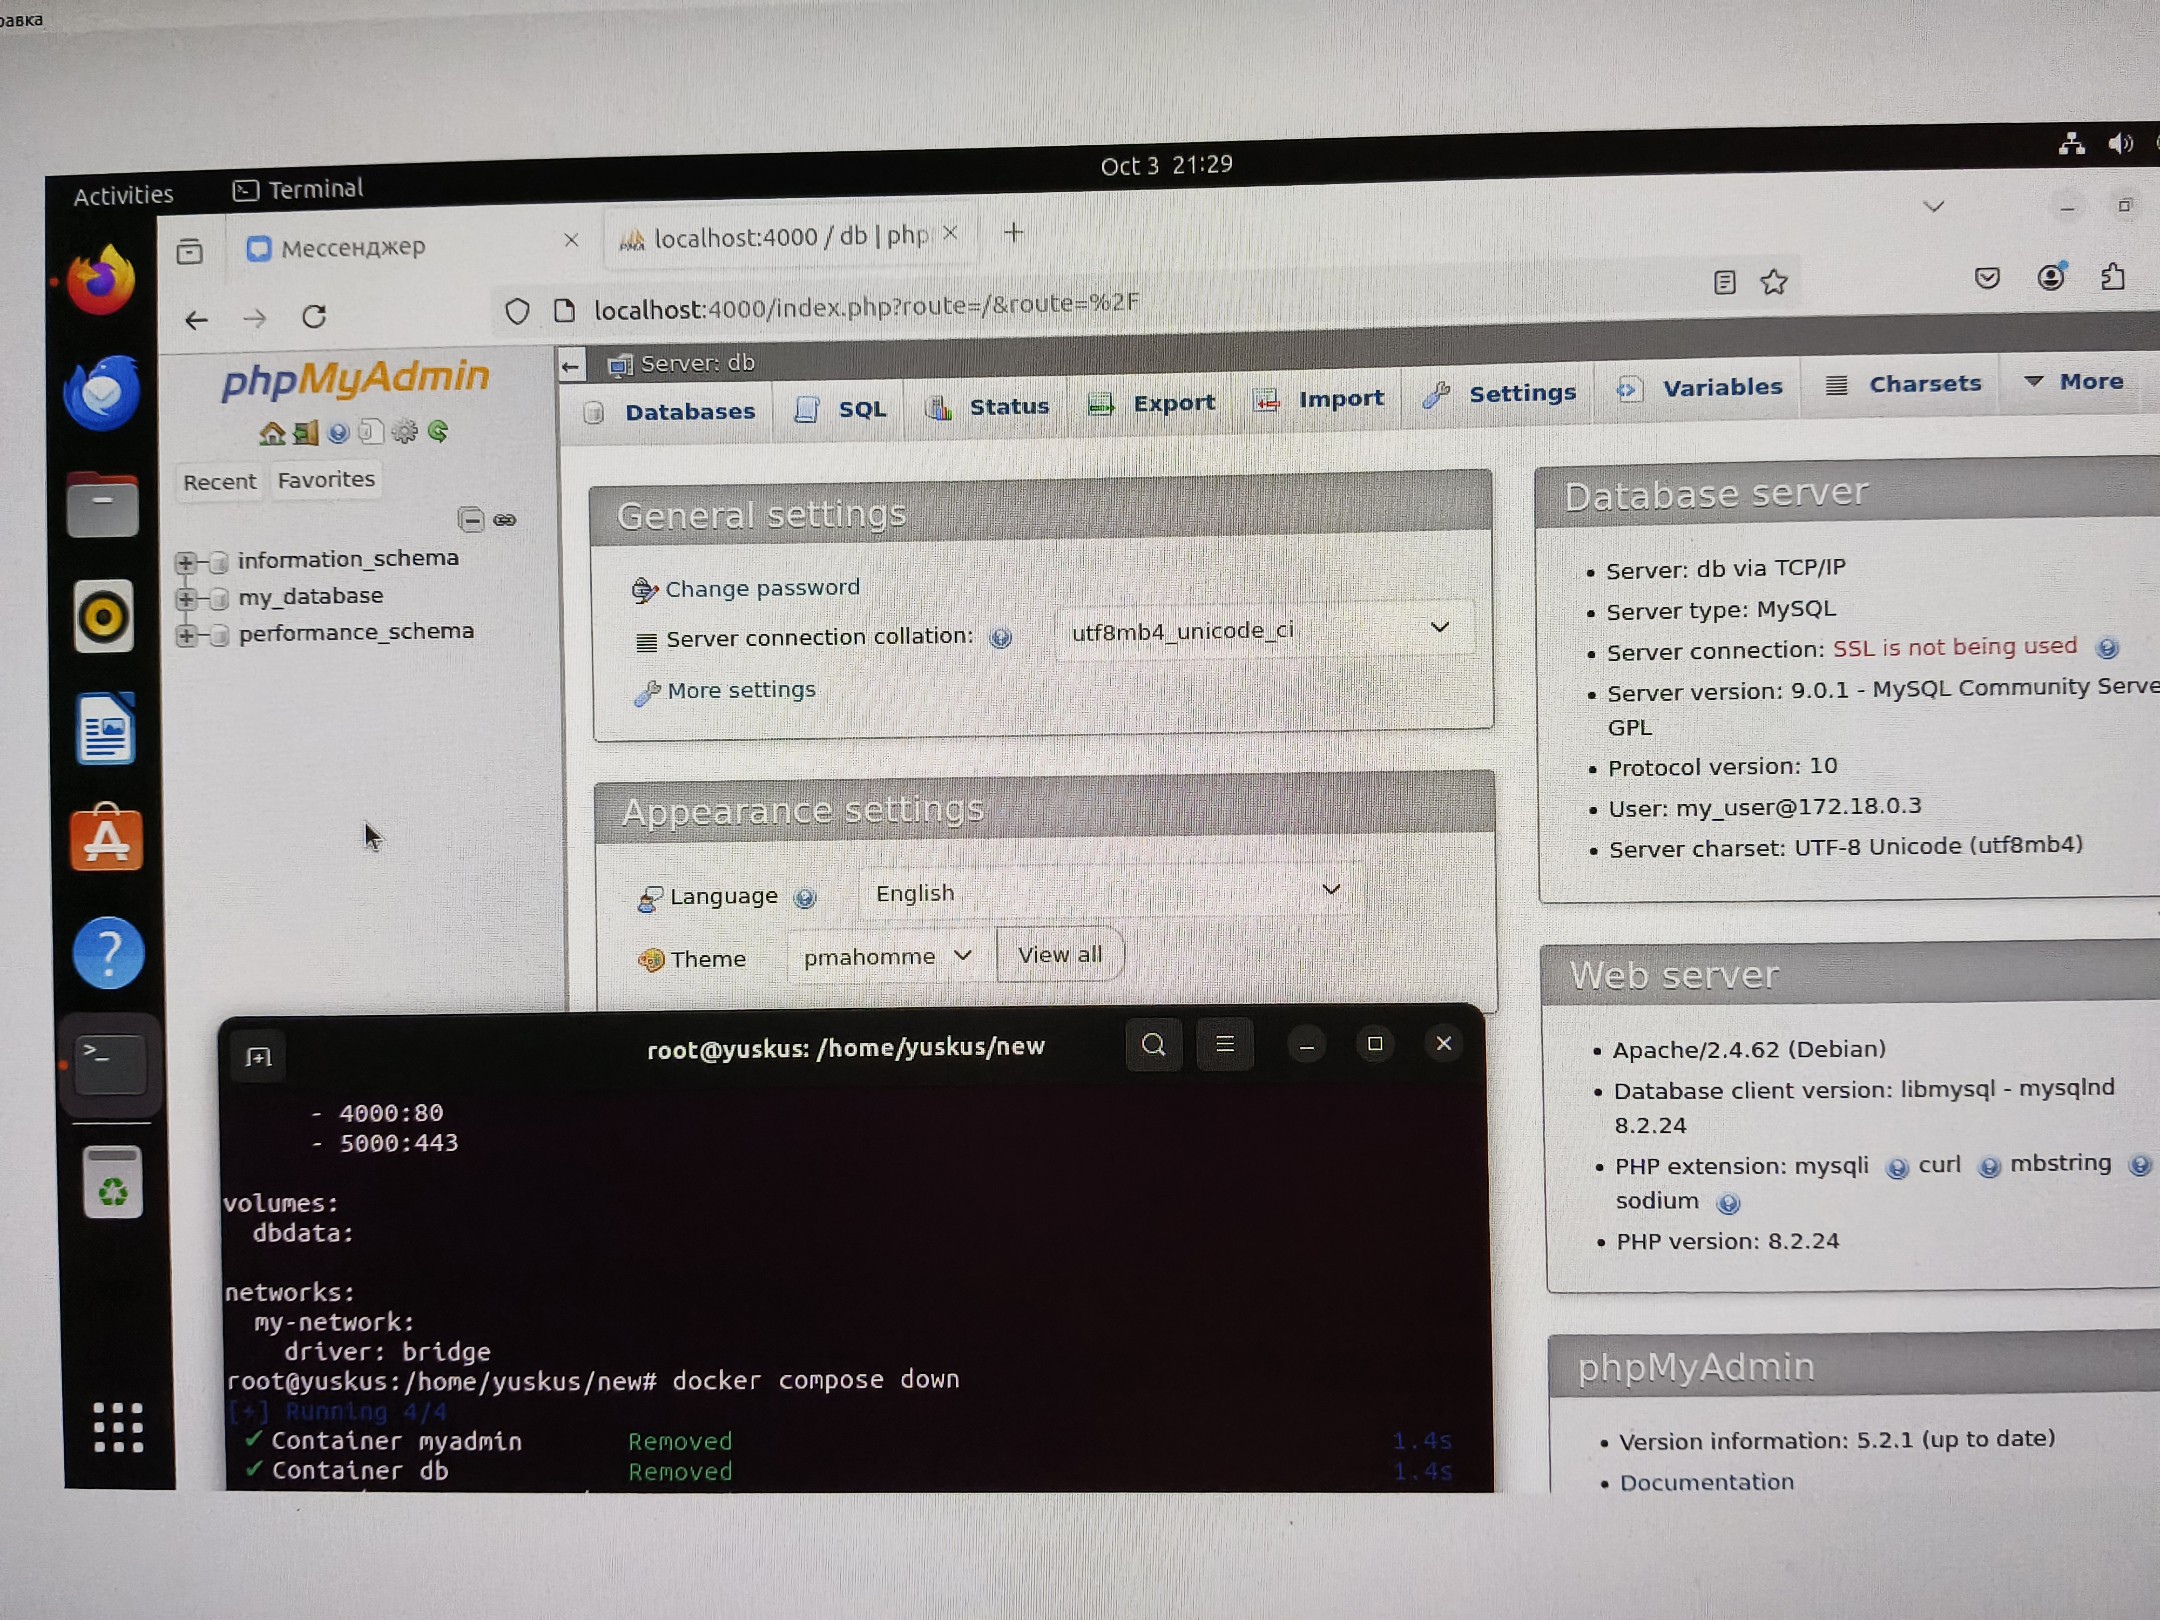 равка
Activities
Terminal
Oct 3 21:29
Мессенджер
localhost:4000 / db | php
localhost:4000/index.php?route=/&route=%2F
phpMyAdmin
Recent
Favorites
information_schema
my_database
performance_schema
Server: db
Databases
SQL
Status
Export
Import
Settings
Variables
Charsets
More
General settings
Change password
Server connection collation:
utf8mb4_unicode_ci
More settings
Appearance settings
Language
English
Theme
pmahomme
View all
Database server
• Server: db via TCP/IP
• Server type: MySQL
• Server connection: SSL is not being used
• Server version: 9.0.1 - MySQL Community Serve
GPL
• Protocol version: 10
• User: my_user@172.18.0.3
• Server charset: UTF-8 Unicode (utf8mb4)
Web server
• Apache/2.4.62 (Debian)
• Database client version: libmysql - mysqlnd
8.2.24
• PHP extension: mysqli curl mbstring
sodium
• PHP version: 8.2.24
phpMyAdmin
• Version information: 5.2.1 (up to date)
• Documentation
root@yuskus: /home/yuskus/new
- 4000:80
- 5000:443
volumes:
dbdata:
networks:
my-network:
driver: bridge
root@yuskus:/home/yuskus/new# docker compose down
[+] Running 4/4
✓ Container myadmin Removed 1.4s
✓ Container db Removed 1.4s